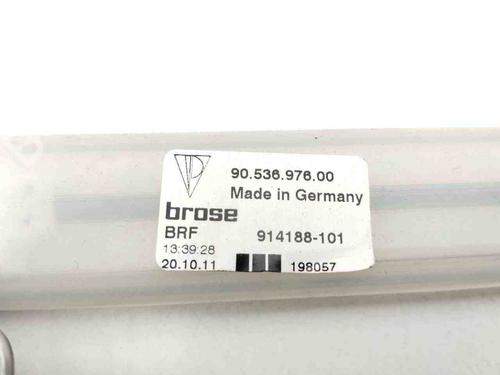 90.536.976.00
Made in Germany
brose
BRF 914188-101
13:39:28
20.10.11 198057